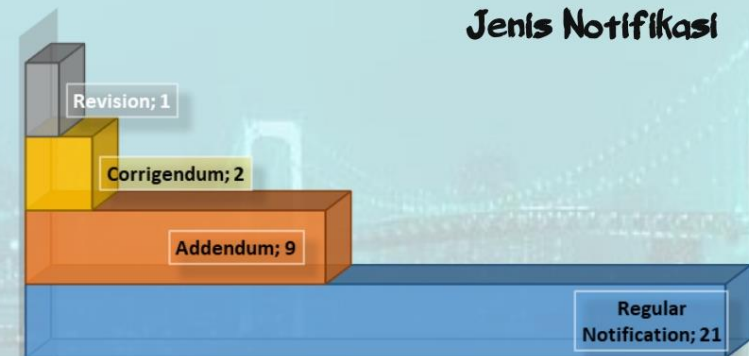 Jenis Notifikasi
Revision; 1
Corrigendum; 2
Addendum; 9
Regular
Notification; 21